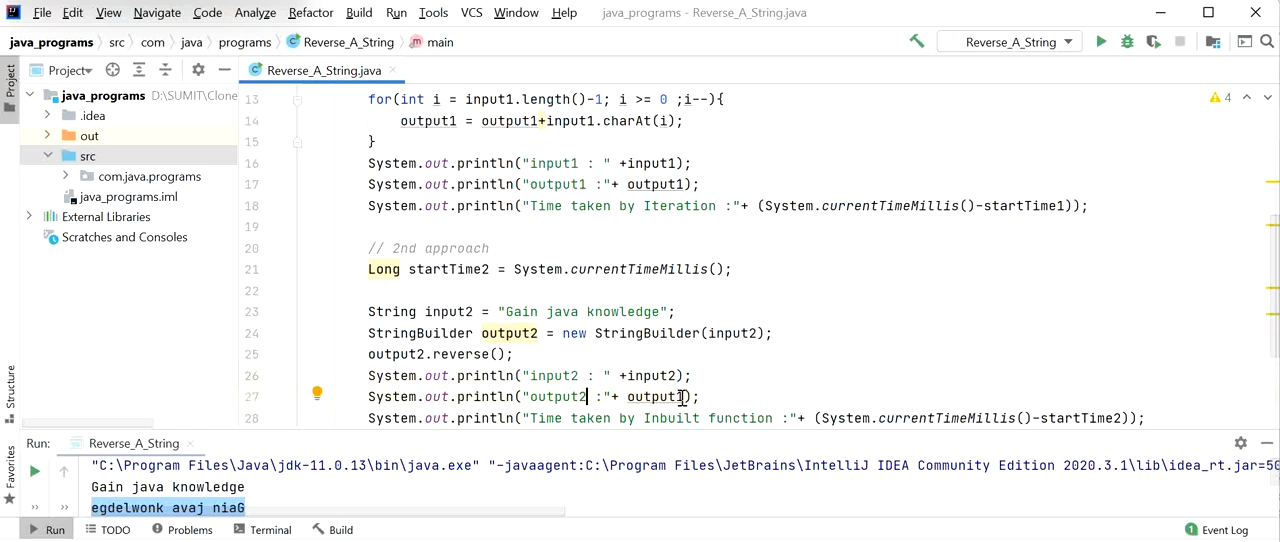 File Edit View Navigate Code Analyze Refactor Build Run Tools VCS Window Help java_programs - Reverse_A_String.java
java_programs src com java programs Reverse_A_String main Reverse_A_String
Project Reverse_A_String.java
Project
java_programs D:\SUMIT\Clone
.idea
out
src
com.java.programs
java_programs.iml
External Libraries
Scratches and Consoles
4
13 for(int i = input1.length()-1; i >= 0 ;i--){
14 output1 = output1+input1.charAt(i);
15 }
16 System.out.println("input1 : " +input1);
17 System.out.println("output1 :"+ output1);
18 System.out.println("Time taken by Iteration :"+ (System.currentTimeMillis()-startTime1));
19
20 // 2nd approach
21 Long startTime2 = System.currentTimeMillis();
22
23 String input2 = "Gain java knowledge";
24 StringBuilder output2 = new StringBuilder(input2);
25 output2.reverse();
26 System.out.println("input2 : " +input2);
27 System.out.println("output2 :"+ output1);
28 System.out.println("Time taken by Inbuilt function :"+ (System.currentTimeMillis()-startTime2));
Structure
Favorites
Run: Reverse_A_String
"C:\Program Files\Java\jdk-11.0.13\bin\java.exe" "-javaagent:C:\Program Files\JetBrains\IntelliJ IDEA Community Edition 2020.3.1\lib\idea_rt.jar=50
Gain java knowledge
egdelwonk avaj niaG
Run TODO Problems Terminal Build 1 Event Log